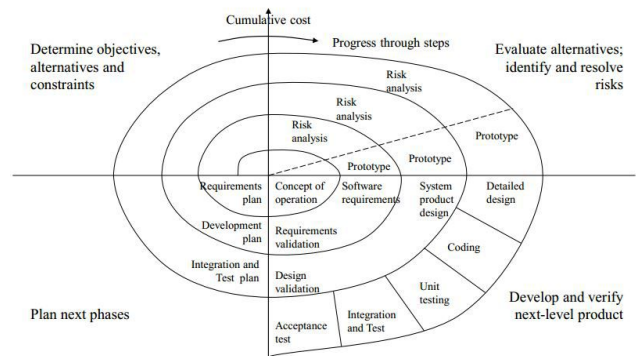 Cumulative cost
Determine objectives,
alternatives and
constraints
Progress through steps
Evaluate alternatives;
identify and resolve
risks
Risk
analysis
Risk
analysis
Risk
analysis
Prototype
Prototype
Prototype
Requirements
plan
Concept of
operation
Software
requirements
System
product
design
Detailed
design
Development
plan
Requirements
validation
Coding
Integration and
Test plan
Design
validation
Unit
testing
Plan next phases
Acceptance
test
Integration
and Test
Develop and verify
next-level product